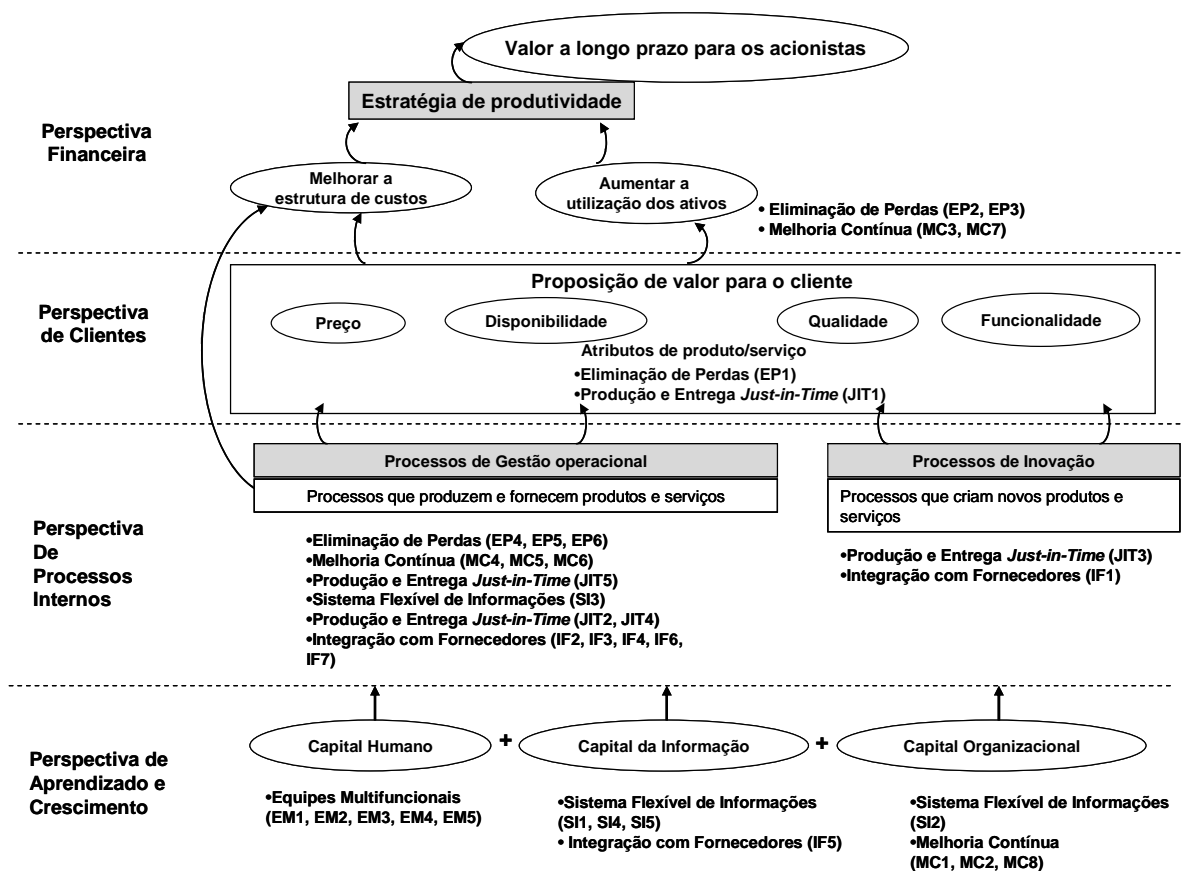 Valor a longo prazo para os acionistas
Estratégia de produtividade
Perspectiva
Financeira
Melhorar a
estrutura de custos
Aumentar a
utilização dos ativos
• Eliminação de Perdas (EP2, EP3)
• Melhoria Contínua (MC3, MC7)
Perspectiva
de Clientes
Proposição de valor para o cliente
Preço
Disponibilidade
Qualidade
Funcionalidade
Atributos de produto/serviço
•Eliminação de Perdas (EP1)
•Produção e Entrega Just-in-Time (JIT1)
Perspectiva
De
Processos
Internos
Processos de Gestão operacional
Processos que produzem e fornecem produtos e serviços
•Eliminação de Perdas (EP4, EP5, EP6)
•Melhoria Contínua (MC4, MC5, MC6)
•Produção e Entrega Just-in-Time (JIT5)
•Sistema Flexível de Informações (SI3)
•Produção e Entrega Just-in-Time (JIT2, JIT4)
•Integração com Fornecedores (IF2, IF3, IF4, IF6,
IF7)
Processos de Inovação
Processos que criam novos produtos e
serviços
•Produção e Entrega Just-in-Time (JIT3)
•Integração com Fornecedores (IF1)
Perspectiva de
Aprendizado e
Crescimento
Capital Humano
+
Capital da Informação
+
Capital Organizacional
•Equipes Multifuncionais
(EM1, EM2, EM3, EM4, EM5)
•Sistema Flexível de Informações
(SI1, SI4, SI5)
• Integração com Fornecedores (IF5)
•Sistema Flexível de Informações
(SI2)
•Melhoria Contínua
(MC1, MC2, MC8)